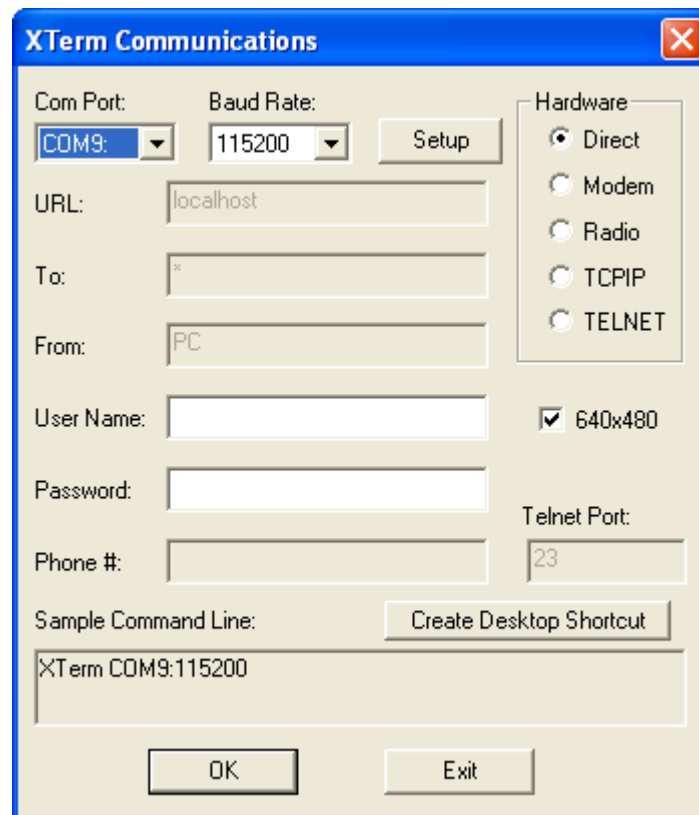 XTerm Communications
Com Port: Baud Rate: Hardware
COM9: 115200 Setup Direct
Modem
URL: localhost
Radio
To: * TCPIP
TELNET
From: PC
User Name: 640x480
Password:
Telnet Port:
Phone #: 23
Sample Command Line: Create Desktop Shortcut
XTerm COM9:115200
OK Exit